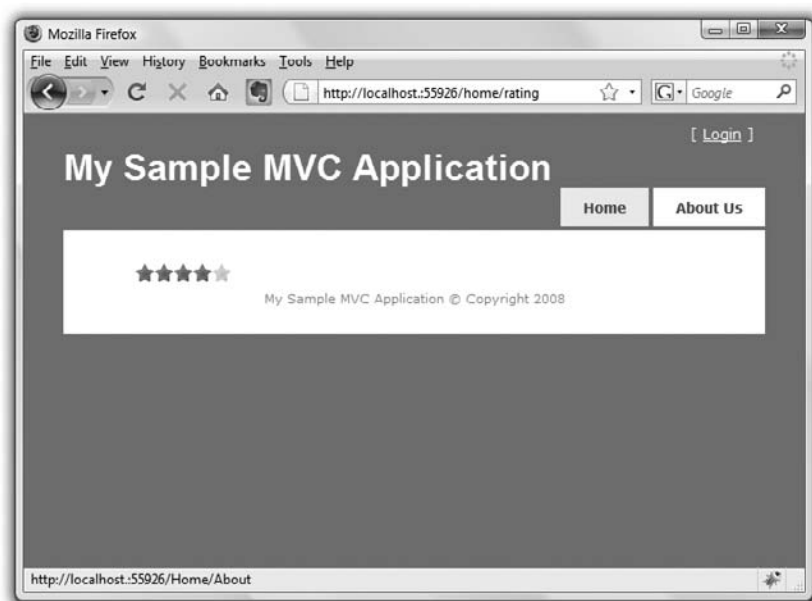 Mozilla Firefox
File Edit View History Bookmarks Tools Help
http://localhost.:55926/home/rating
G Google
[ Login ]
My Sample MVC Application
Home About Us
My Sample MVC Application © Copyright 2008
http://localhost.:55926/Home/About